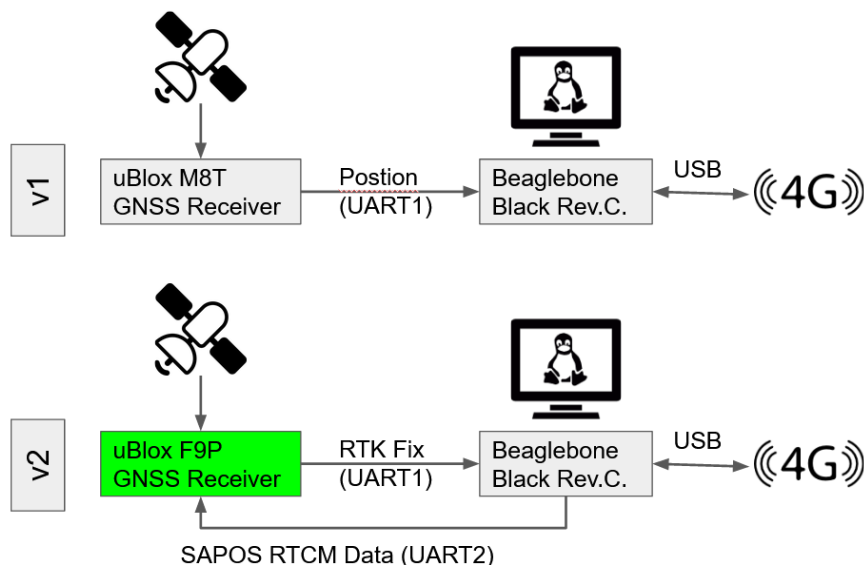 v1
uBlox M8T
GNSS Receiver
Postion
(UART1)
Beaglebone
Black Rev.C.
USB
4G
v2
uBlox F9P
GNSS Receiver
RTK Fix
(UART1)
Beaglebone
Black Rev.C.
USB
4G
SAPOS RTCM Data (UART2)